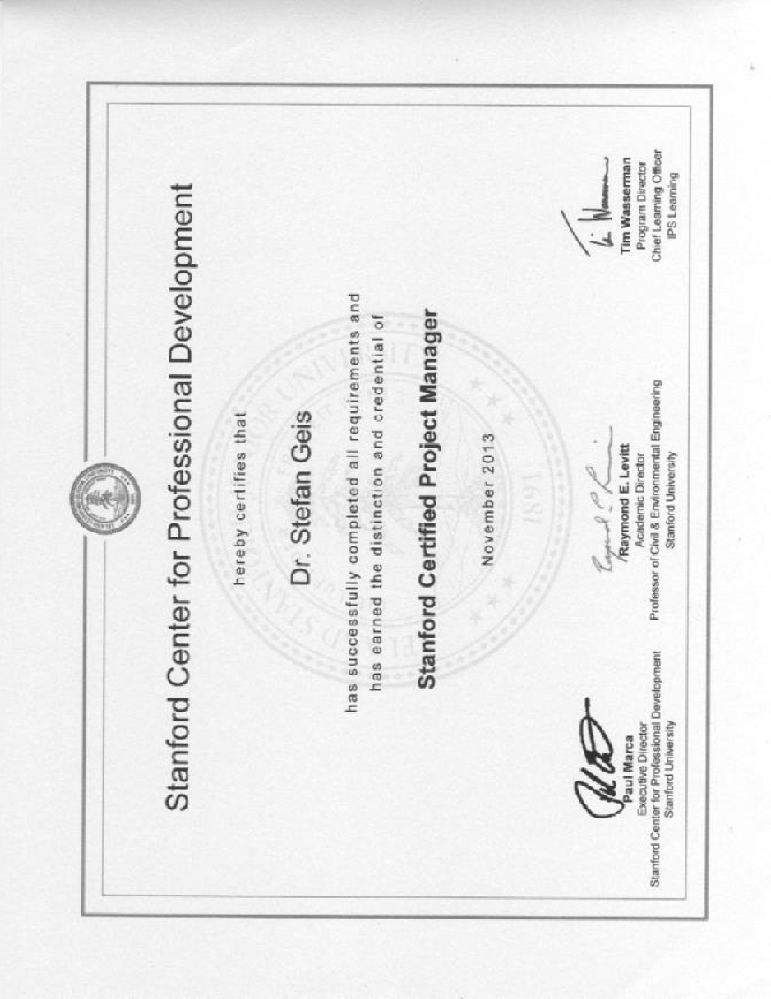 Stanford Center for Professional Development
hereby certifies that
Dr. Stefan Geis
has successfully completed all requirements and
has earned the distinction and credential of
Stanford Certified Project Manager
November 2013
1891
Paul Marca
Executive Director
Stanford Center for Professional Development
Stanford University
Raymond E. Levitt
Academic Director
Professor of Civil & Environmental Engineering
Stanford University
Tim Wasserman
Program Director
Chief Learning Officer
IPS Learning